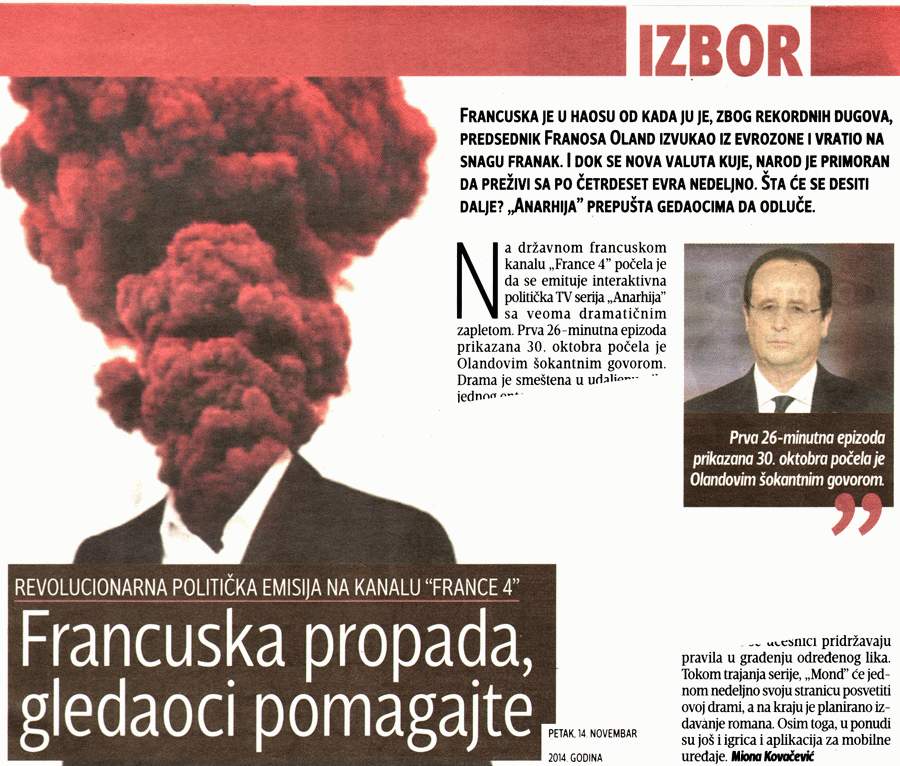 IZBOR
FRANCUSKA JE U HAOSU OD KADA JU JE, ZBOG REKORDNIH DUGOVA,
PREDSEDNIK FRANOSA OLAND IZVUKAO IZ EVROZONE I VRATIO NA
SNAGU FRANAK. I DOK SE NOVA VALUTA KUJE, NAROD JE PRIMORAN
DA PREŽIVI SA PO ČETRDESET EVRA NEDELJNO. ŠTA ĆE SE DESITI
DALJE? „ANARHIJA” PREPUŠTA GEDAOCIMA DA ODLUČE.
Na državnom francuskom
kanalu „France 4” počela je
da se emituje interaktivna
politička TV serija „Anarhija”
sa veoma dramatičnim
zapletom. Prva 26-minutna epizoda
prikazana 30. oktobra počela je
Olandovim šokantnim govorom.
Drama je smeštena u
jednog
Prva 26-minutna epizoda
prikazana 30. oktobra počela je
Olandovim šokantnim govorom.
”
REVOLUCIONARNA POLITIČKA EMISIJA NA KANALU “FRANCE 4”
Francuska propada,
gledaoci pomagajte
PETAK, 14. NOVEMBAR
2014. GODINA
se učesnici pridržavaju
pravila u građenju određenog lika.
Tokom trajanja serije, „Mond” će jed-
nom nedeljno svoju stranicu posvetiti
ovoj drami, a na kraju je planirano iz-
davanje romana. Osim toga, u ponudi
su još i igrica i aplikacija za mobilne
uredaje. Miona Kovačević